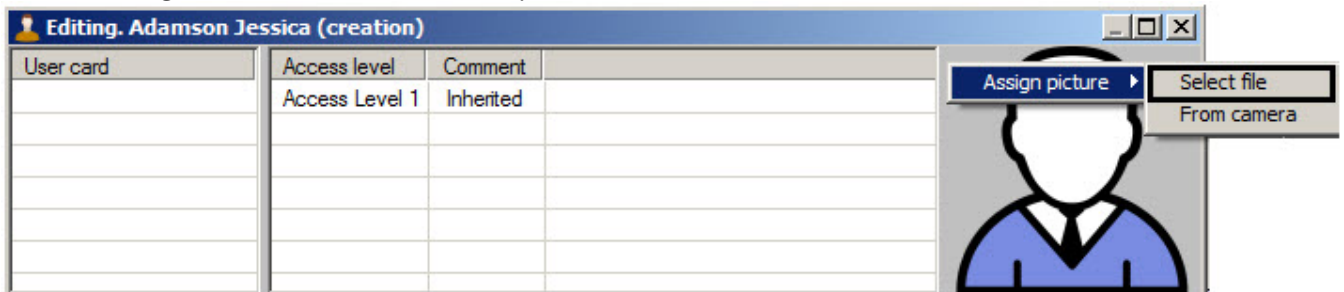 Editing. Adamson Jessica (creation)
User card
Access level Comment
Access Level 1 Inherited
Assign picture
Select file
From camera